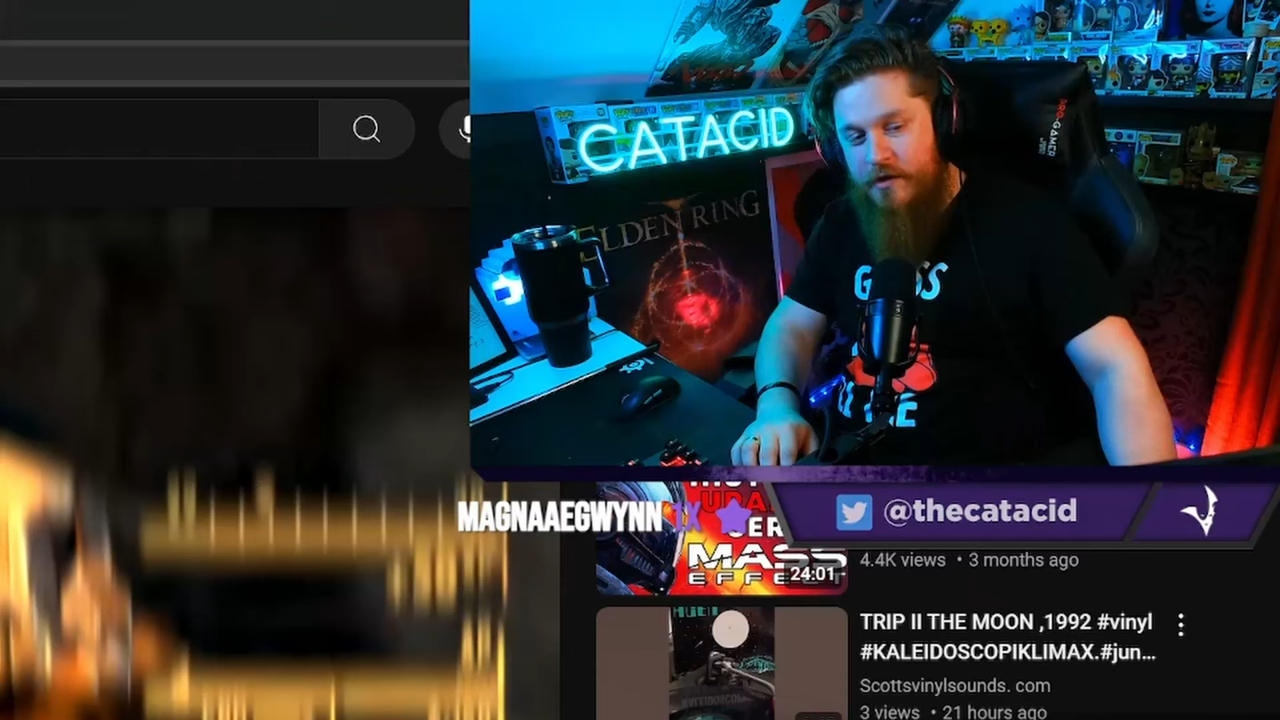 CATACID
ELDEN RING
MAGNAAEGWYNN 1X
@thecatacid
MASS
EFFECT
24:01
4.4K views • 3 months ago
TRIP II THE MOON ,1992 #vinyl
#KALEIDOSCOPIKLIMAX.#jun...
Scottsvinylsounds. com
3 views • 21 hours ago